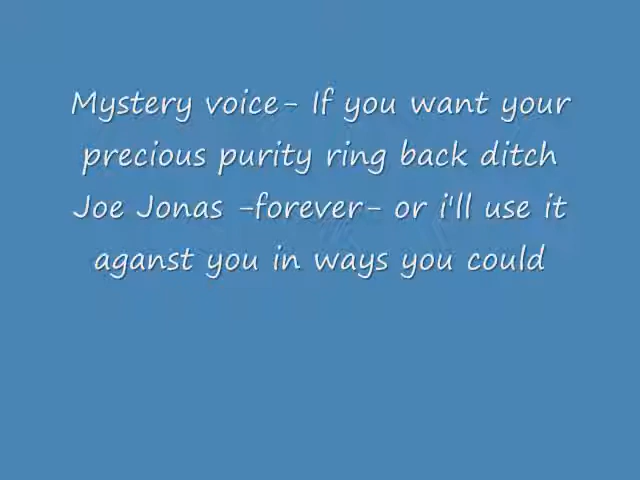 Mystery voice- If you want your
precious purity ring back ditch
Joe Jonas -forever- or i'll use it
aganst you in ways you could